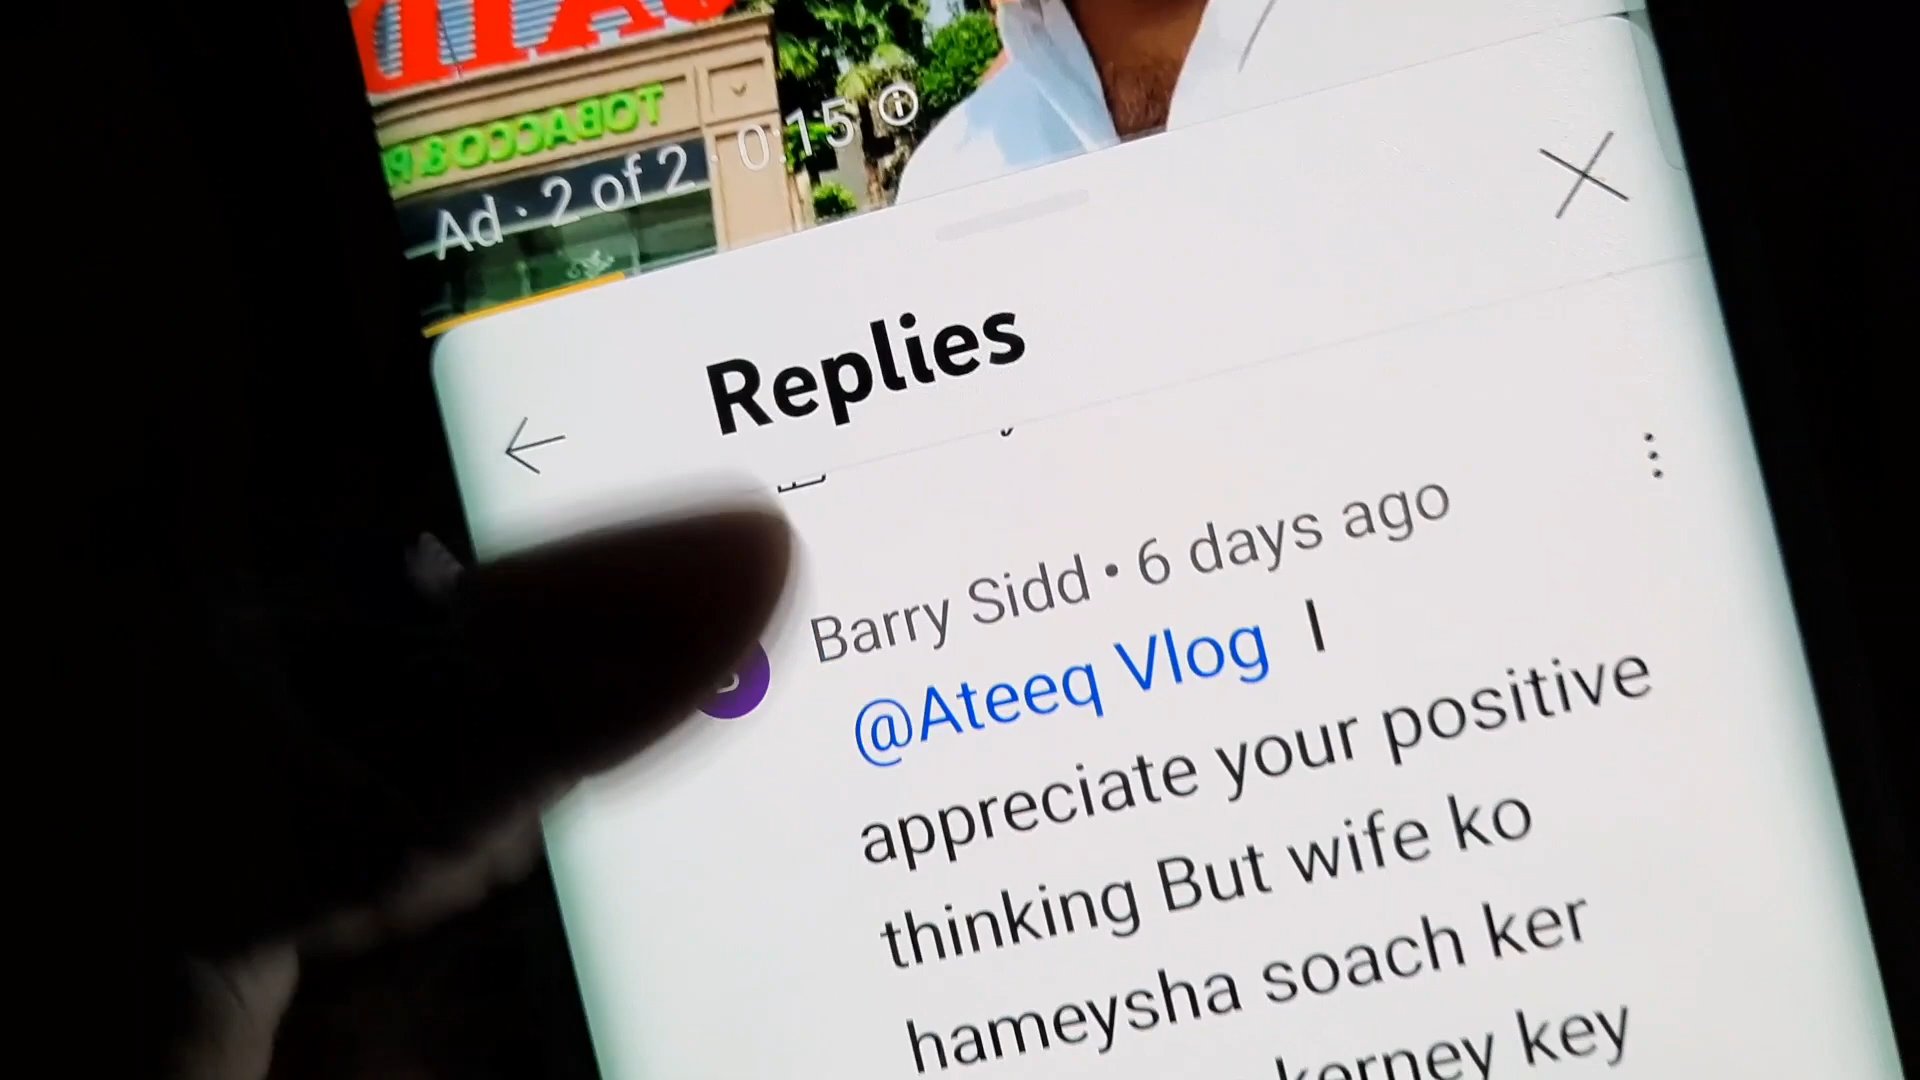 Ad · 2 of 2 · 0:15
Replies
Barry Sidd • 6 days ago
@Ateeq Vlog I
appreciate your positive
thinking But wife ko
hameysha soach ker
kerney key